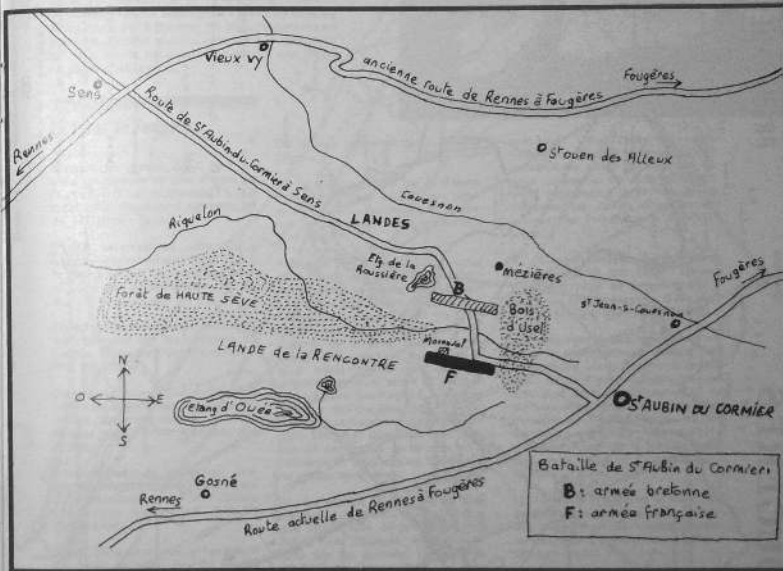 Vieux Vy
ancienne route de Rennes à Fougères
Fougères
Sens
Rennes
Route de St Aubin-du-Cormier à Sens
St ouen des Alleux
Couesnon
LANDES
Riquelon
Etg. de la
Roussière
Mézières
Fougères
B
Forêt de HAUTE SÈVE
Bois
d'Usel
St Jean-s-Couesnon
LANDE de la RENCONTRE
Moronval
F
N
O
E
S
Etang d'Ouée
ST AUBIN DU CORMIER
Gosné
Rennes
Route actuelle de Rennes à Fougères
Bataille de St Aubin du Cormier:
B: armée bretonne
F: armée française